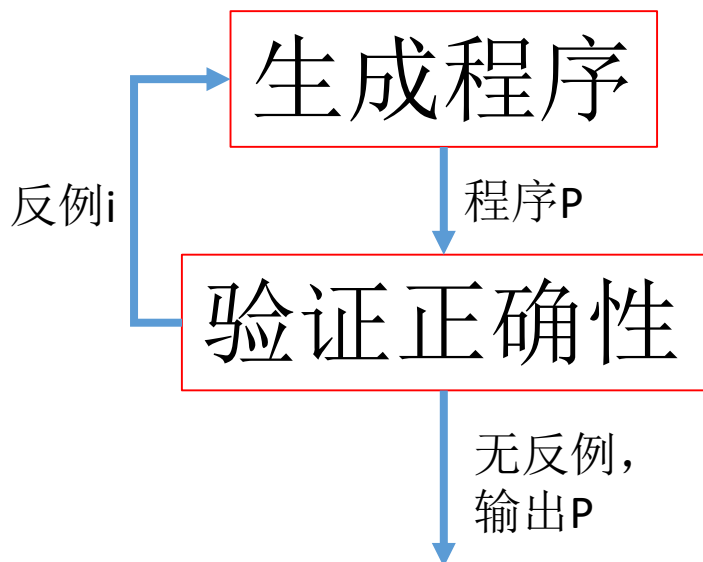 生成程序
反例i
程序P
验证正确性
无反例，
输出P